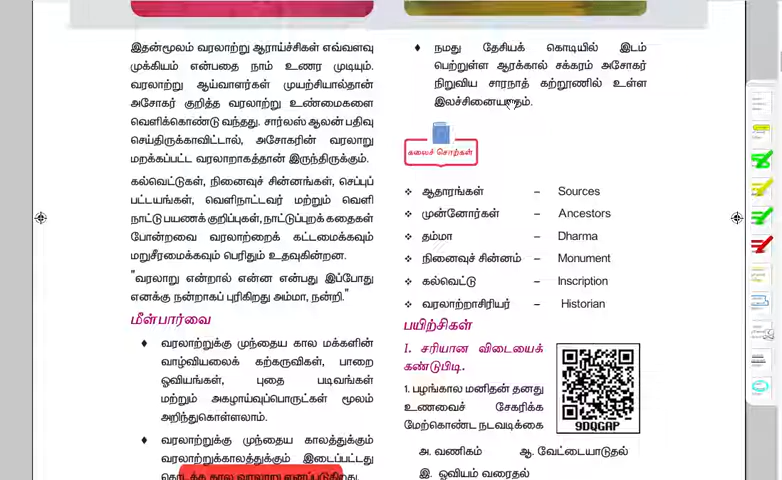 இதன்மூலம் வரலாற்று ஆராய்ச்சிகள் எவ்வளவு
முக்கியம் என்பதை நாம் உணர முடியும்.
வரலாற்று ஆய்வாளர்கள் முயற்சியால்தான்
அசோகர் குறித்த வரலாற்று உண்மைகளை
வெளிக்கொண்டு வந்தது. சார்லஸ் ஆலன் பதிவு
செய்திருக்காவிட்டால், அசோகரின் வரலாறு
மறக்கப்பட்ட வரலாறாகத்தான் இருந்திருக்கும்.
கல்வெட்டுகள், நினைவுச் சின்னங்கள், செப்புப்
பட்டயங்கள், வெளிநாட்டவர் மற்றும் வெளி
நாட்டு பயணக் குறிப்புகள், நாட்டுப்புறக் கதைகள்
போன்றவை வரலாற்றைக் கட்டமைக்கவும்
மறுசீரமைக்கவும் பெரிதும் உதவுகின்றன.
"வரலாறு என்றால் என்ன என்பது இப்போது
எனக்கு நன்றாகப் புரிகிறது அம்மா, நன்றி."
மீள்பார்வை
♦ வரலாற்றுக்கு முந்தைய கால மக்களின்
வாழ்வியலைக் கற்கருவிகள், பாறை
ஓவியங்கள், புதை படிவங்கள்
மற்றும் அகழாய்வுப்பொருட்கள் மூலம்
அறிந்துகொள்ளலாம்.
♦ வரலாற்றுக்கு முந்தைய காலத்துக்கும்
வரலாற்றுக்காலத்துக்கும் இடைப்பட்டது
தொடக்க கால வரலாறு எனப்படுகிறது.
♦ நமது தேசியக் கொடியில் இடம்
பெற்றுள்ள ஆரக்கால் சக்கரம் அசோகர்
நிறுவிய சாரநாத் கற்றூணில் உள்ள
இலச்சினையாகும்.
கலைச் சொற்கள்
❖ ஆதாரங்கள் – Sources
❖ முன்னோர்கள் – Ancestors
❖ தம்மா – Dharma
❖ நினைவுச் சின்னம் – Monument
❖ கல்வெட்டு – Inscription
❖ வரலாற்றாசிரியர் – Historian
பயிற்சிகள்
I. சரியான விடையைக்
கண்டுபிடி.
1. பழங்கால மனிதன் தனது
உணவைச் சேகரிக்க
மேற்கொண்ட நடவடிக்கை
9DQGAP
அ. வணிகம் ஆ. வேட்டையாடுதல்
இ. ஓவியம் வரைதல்